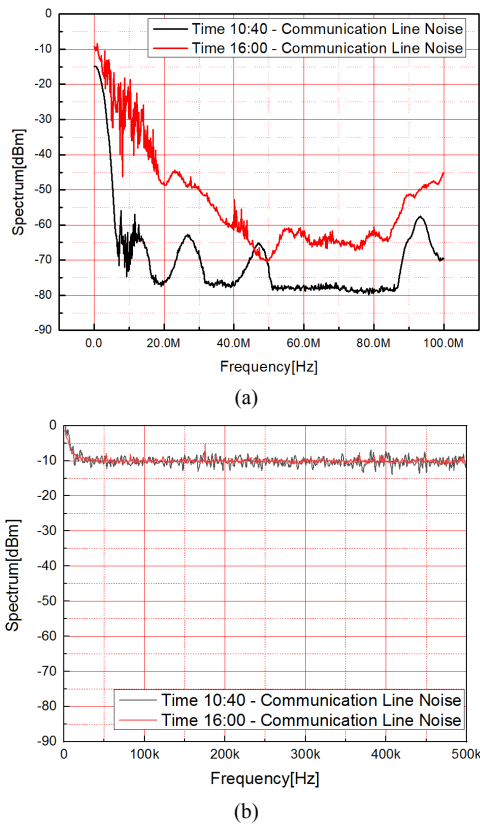 Time 10:40 - Communication Line Noise
Time 16:00 - Communication Line Noise
0
-10
-20
-30
-40
-50
-60
-70
-80
-90
Spectrum[dBm]
0.0 20.0M 40.0M 60.0M 80.0M 100.0M
Frequency[Hz]
(a)
0
-10
-20
-30
-40
-50
-60
-70
-80
-90
Spectrum[dBm]
Time 10:40 - Communication Line Noise
Time 16:00 - Communication Line Noise
0 100k 200k 300k 400k 500k
Frequency[Hz]
(b)